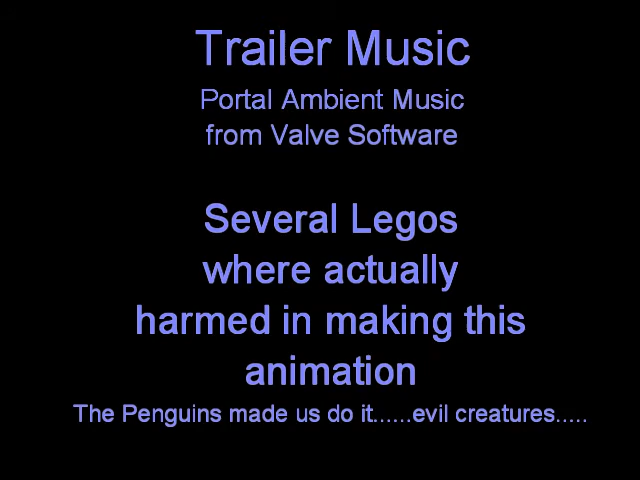 Trailer Music
Portal Ambient Music
from Valve Software
Several Legos
where actually
harmed in making this
animation
The Penguins made us do it......evil creatures.....